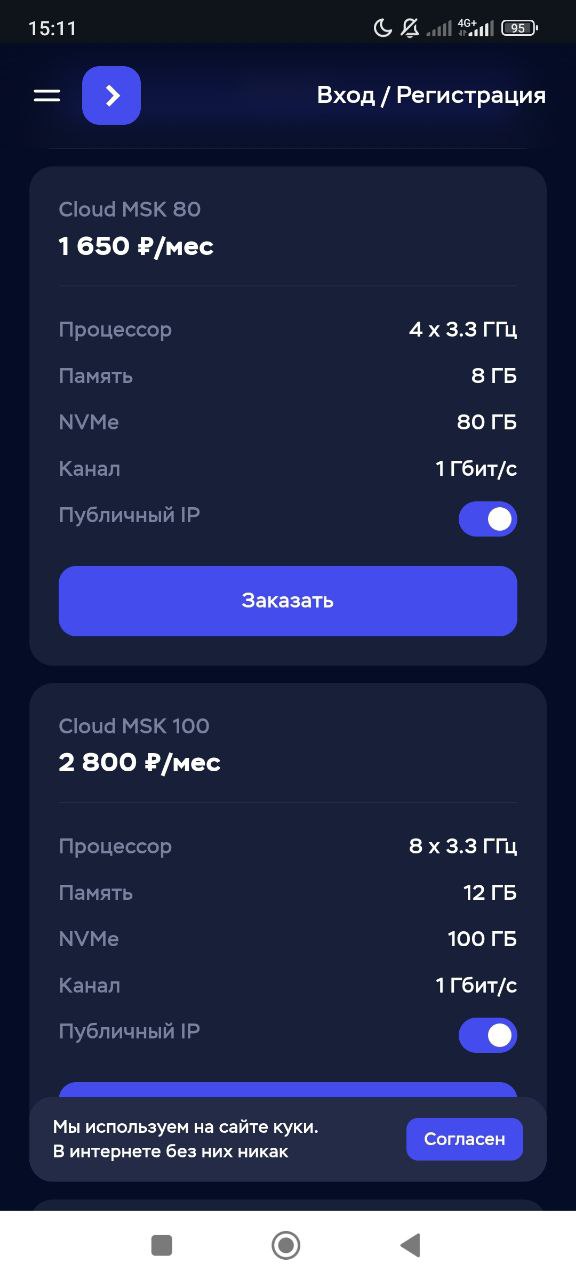 15:11
4G+
95
Вход / Регистрация
Cloud MSK 80
1 650 ₽/мес
Процессор 4 x 3.3 ГГц
Память 8 ГБ
NVMe 80 ГБ
Канал 1 Гбит/с
Публичный IP
Заказать
Cloud MSK 100
2 800 ₽/мес
Процессор 8 x 3.3 ГГц
Память 12 ГБ
NVMe 100 ГБ
Канал 1 Гбит/с
Публичный IP
Мы используем на сайте куки.
В интернете без них никак
Согласен